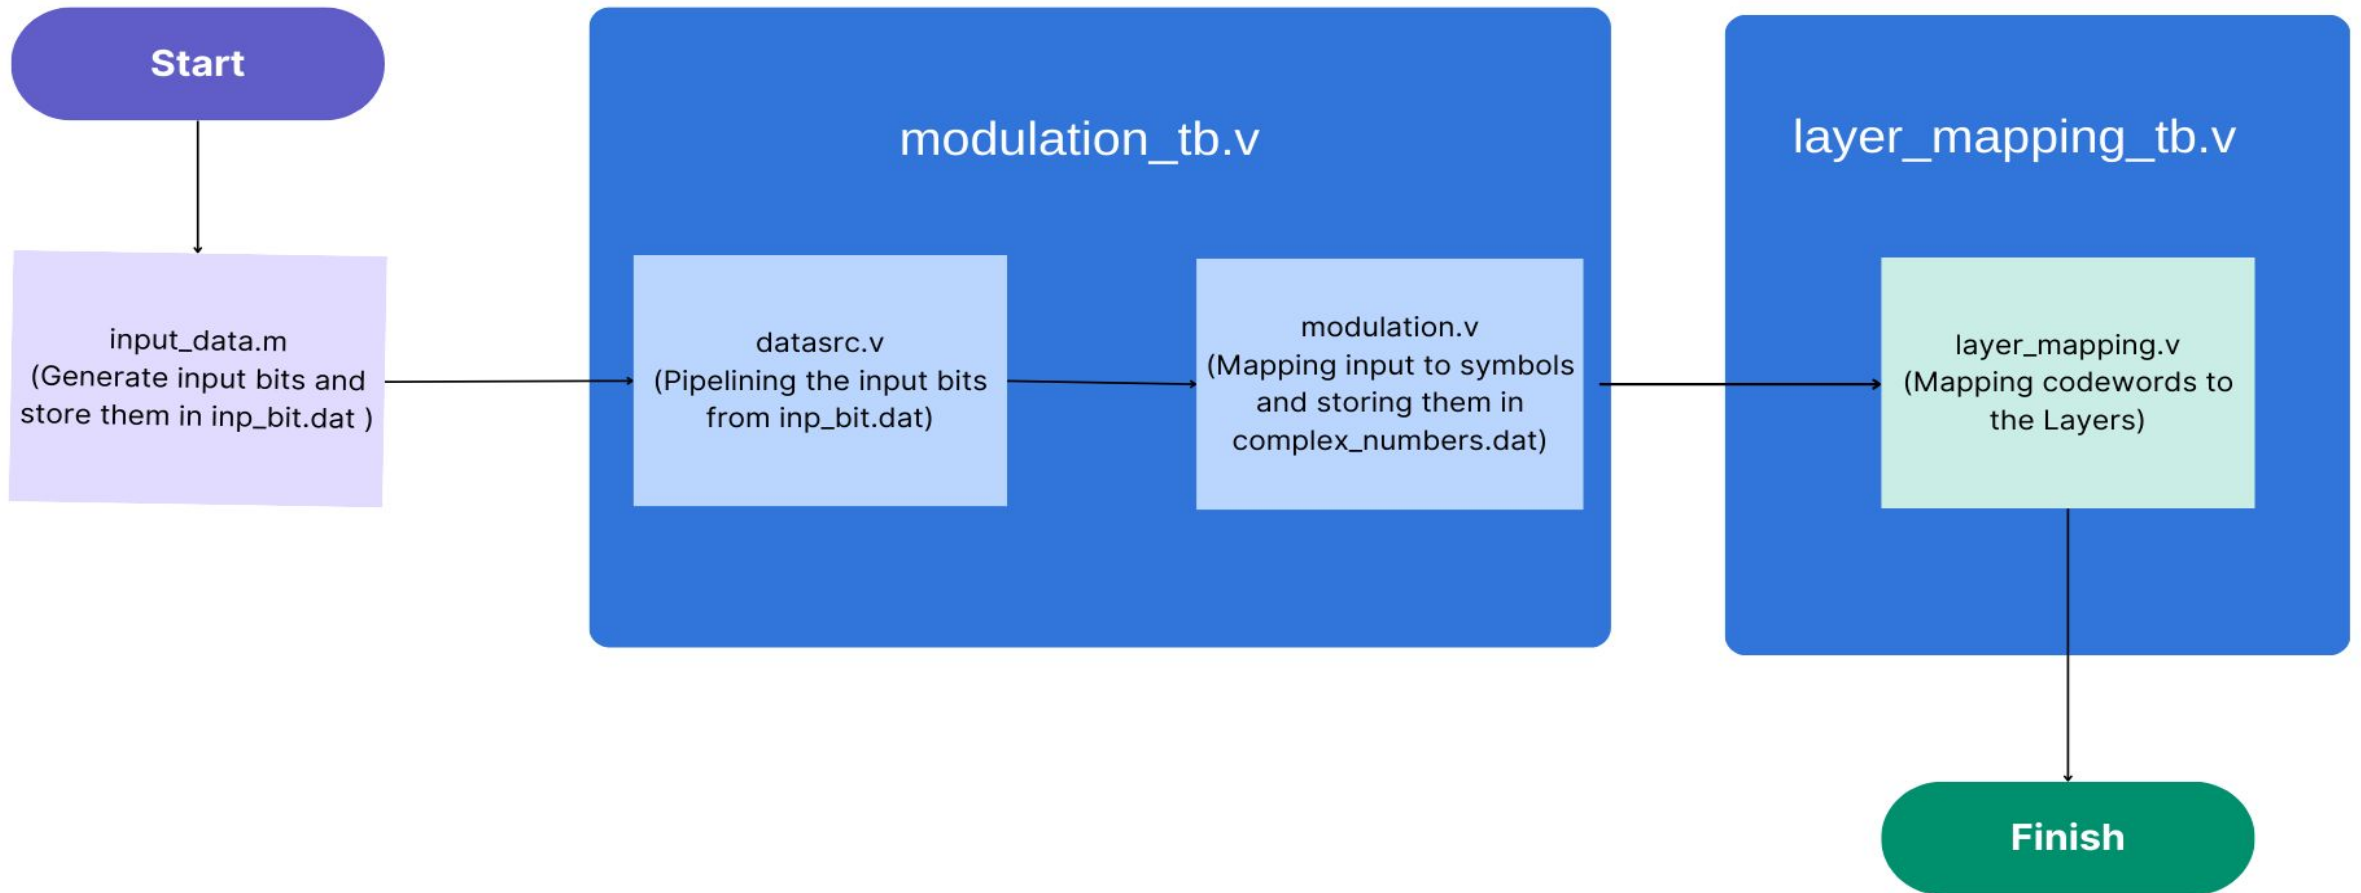 Start
input_data.m
(Generate input bits and
store them in inp_bit.dat )
modulation_tb.v
datasrc.v
(Pipelining the input bits
from inp_bit.dat)
modulation.v
(Mapping input to symbols
and storing them in
complex_numbers.dat)
layer_mapping_tb.v
layer_mapping.v
(Mapping codewords to
the Layers)
Finish